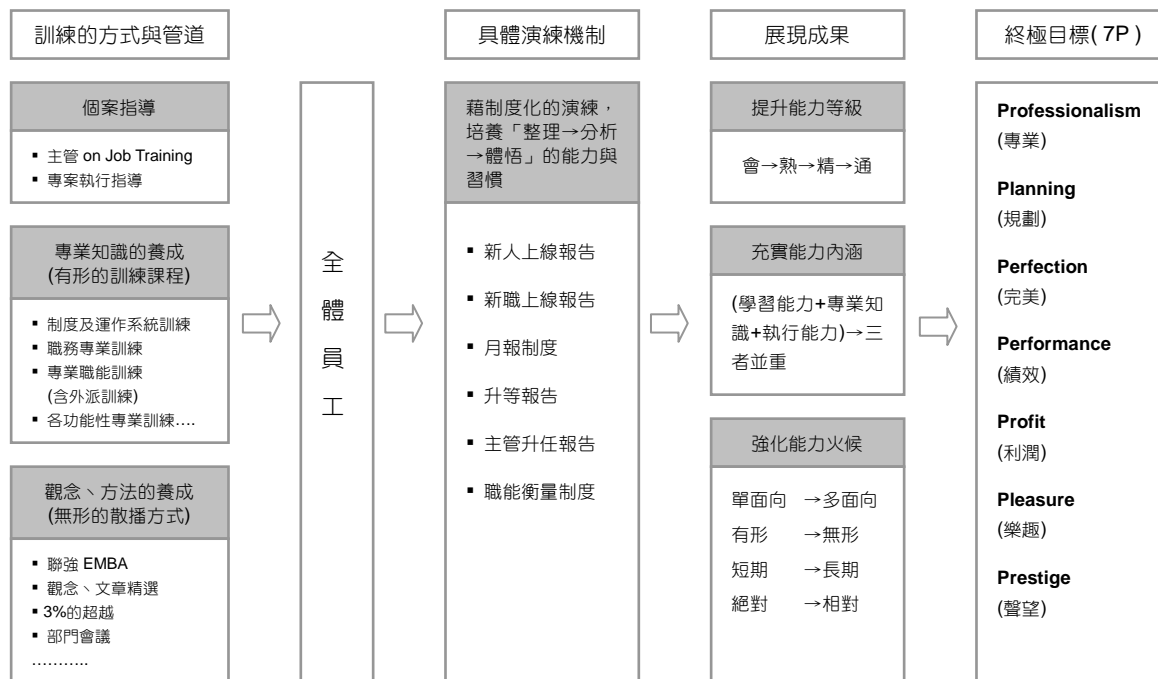 訓練的方式與管道
個案指導
▪ 主管 on Job Training
▪ 專案執行指導
專業知識的養成
(有形的訓練課程)
▪ 制度及運作系統訓練
▪ 職務專業訓練
▪ 專業職能訓練
(含外派訓練)
▪ 各功能性專業訓練....
觀念、方法的養成
(無形的散播方式)
▪ 聯強 EMBA
▪ 觀念、文章精選
▪ 3%的超越
▪ 部門會議
...........
全
體
員
工
具體演練機制
藉制度化的演練，
培養「整理→分析
→體悟」的能力與
習慣
▪ 新人上線報告
▪ 新職上線報告
▪ 月報制度
▪ 升等報告
▪ 主管升任報告
▪ 職能衡量制度
展現成果
提升能力等級
會→熟→精→通
充實能力內涵
(學習能力+專業知
識+執行能力)→三
者並重
強化能力火候
單面向 →多面向
有形 →無形
短期 →長期
絕對 →相對
終極目標( 7P )
Professionalism
(專業)
Planning
(規劃)
Perfection
(完美)
Performance
(績效)
Profit
(利潤)
Pleasure
(樂趣)
Prestige
(聲望)